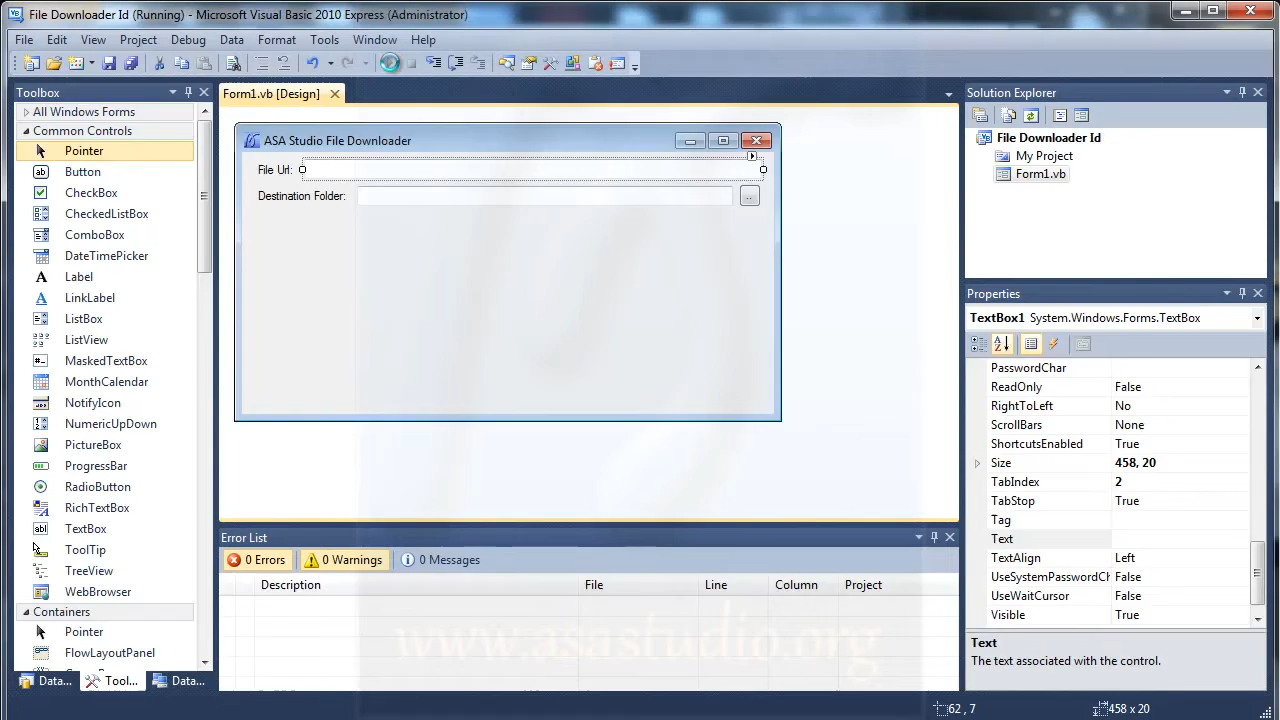 File Downloader Id (Running) - Microsoft Visual Basic 2010 Express (Administrator)
File Edit View Project Debug Data Format Tools Window Help
Toolbox
All Windows Forms
Common Controls
Pointer
Button
CheckBox
CheckedListBox
ComboBox
DateTimePicker
Label
LinkLabel
ListBox
ListView
MaskedTextBox
MonthCalendar
NotifyIcon
NumericUpDown
PictureBox
ProgressBar
RadioButton
RichTextBox
TextBox
ToolTip
TreeView
WebBrowser
Containers
Pointer
FlowLayoutPanel
Data... Tool... Data...
Form1.vb [Design]
ASA Studio File Downloader
File Url:
Destination Folder:
..
Error List
0 Errors 0 Warnings 0 Messages
Description File Line Column Project
www.asastudio.org
Solution Explorer
File Downloader Id
My Project
Form1.vb
Properties
TextBox1 System.Windows.Forms.TextBox
PasswordChar
ReadOnly False
RightToLeft No
ScrollBars None
ShortcutsEnabled True
Size 458, 20
TabIndex 2
TabStop True
Tag
Text
TextAlign Left
UseSystemPasswordCh False
UseWaitCursor False
Visible True
Text
The text associated with the control.
62 , 7 458 x 20